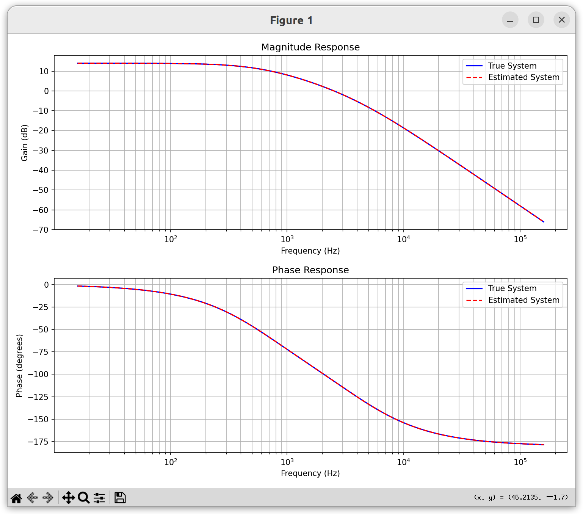 Figure 1
Magnitude Response
True System
Estimated System
10
0
−10
−20
−30
−40
−50
−60
−70
Gain (dB)
10²
10³
10⁴
10⁵
Frequency (Hz)
Phase Response
True System
Estimated System
0
−25
−50
−75
−100
−125
−150
−175
Phase (degrees)
10²
10³
10⁴
10⁵
Frequency (Hz)